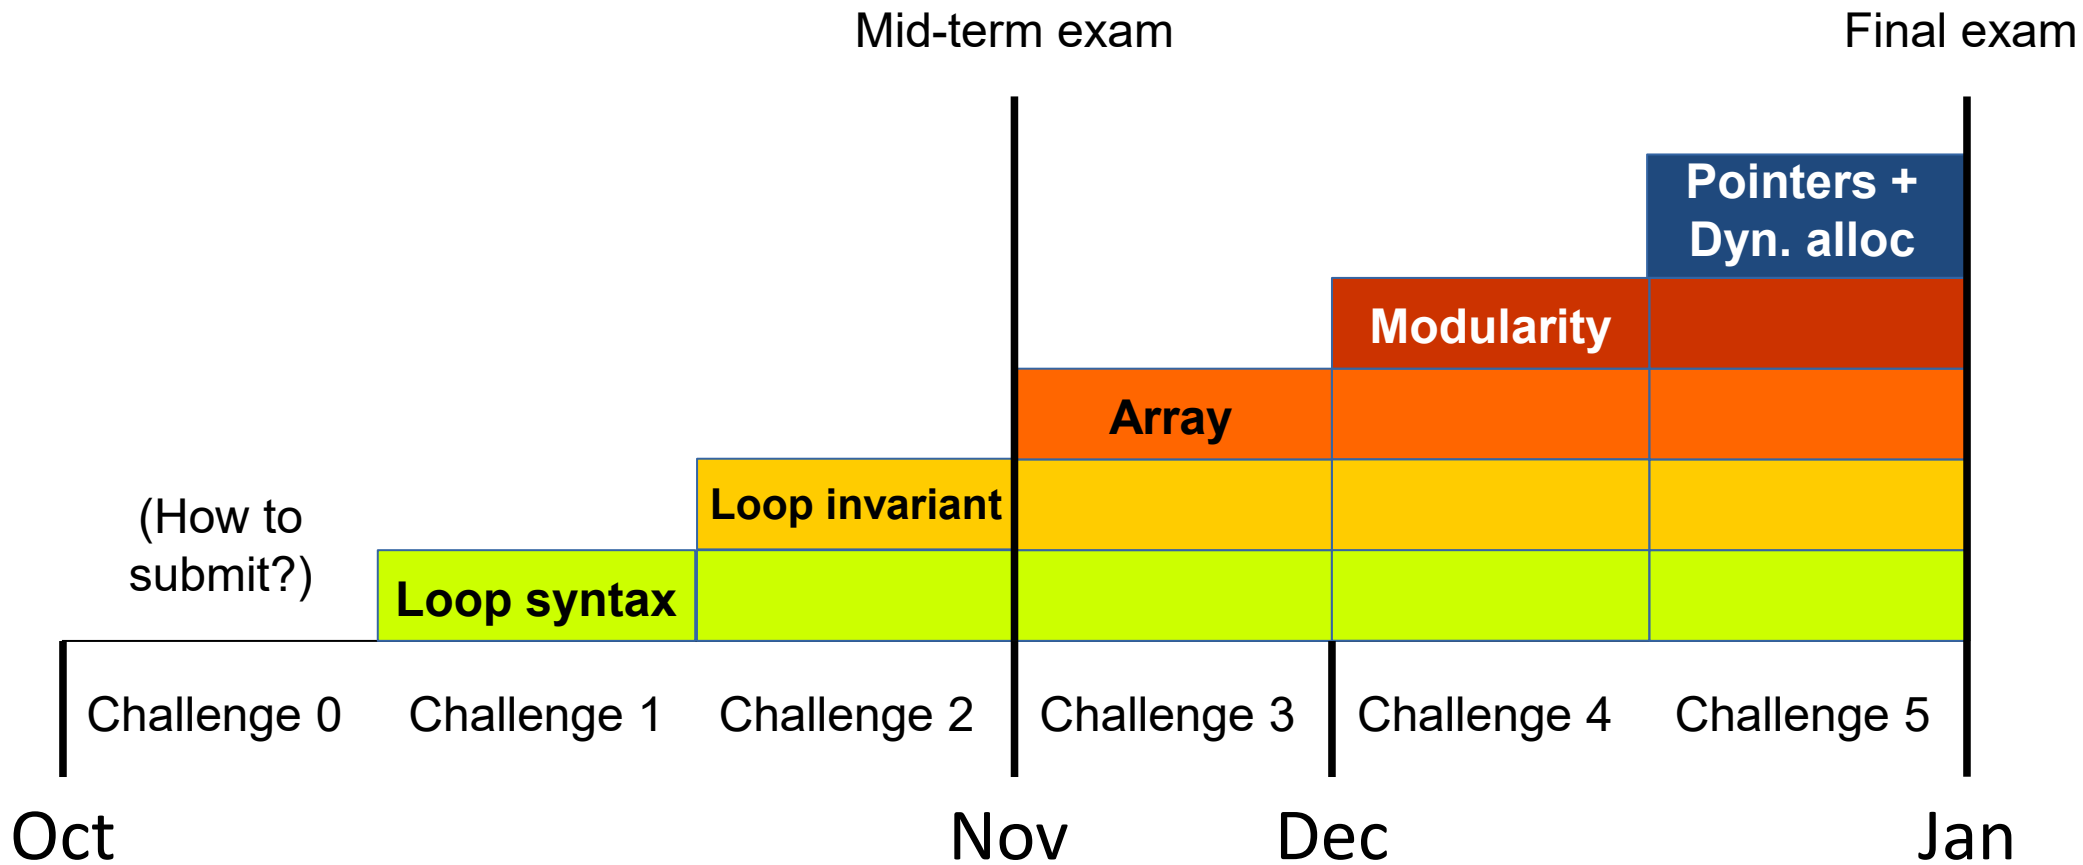 Mid-term exam
Final exam
Pointers +
Dyn. alloc
Modularity
Array
Loop invariant
(How to
submit?)
Loop syntax
Challenge 0
Challenge 1
Challenge 2
Challenge 3
Challenge 4
Challenge 5
Oct
Nov
Dec
Jan